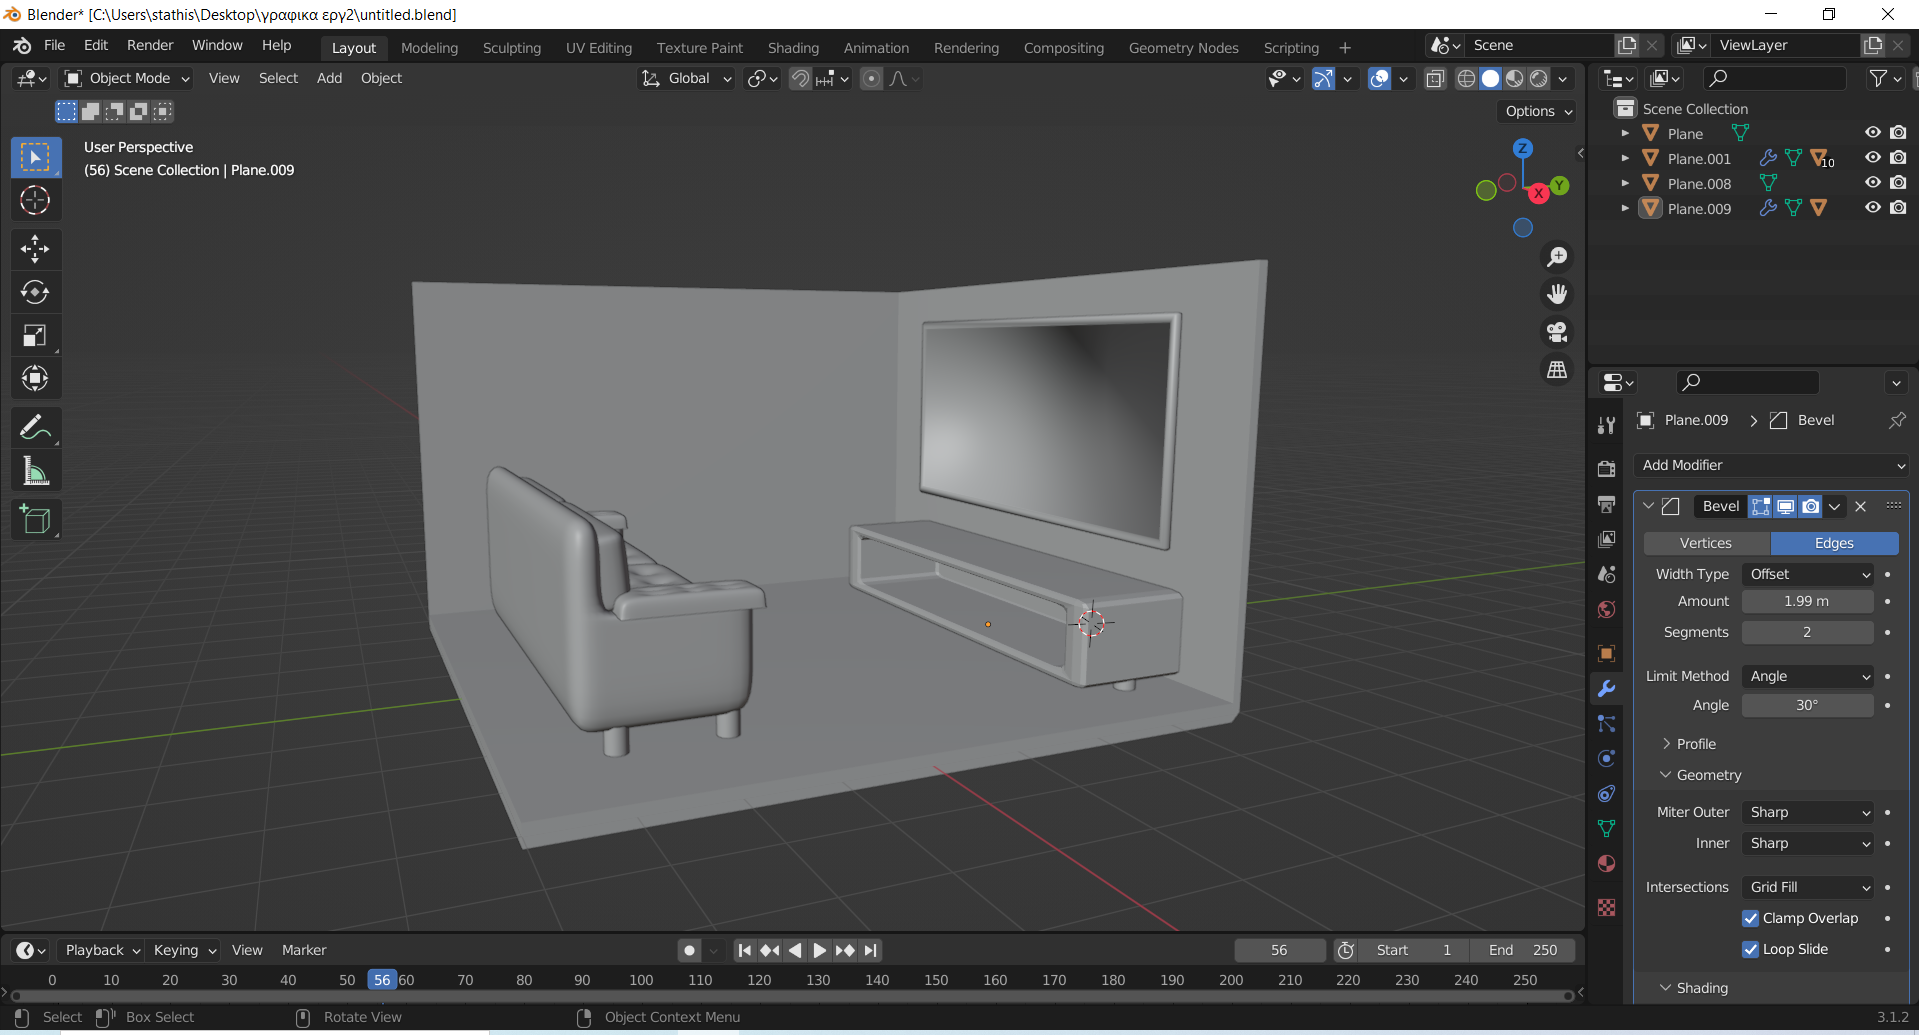 Blender* [C:\Users\stathis\Desktop\γραφικα εργ2\untitled.blend]
File Edit Render Window Help Layout Modeling Sculpting UV Editing Texture Paint Shading Animation Rendering Compositing Geometry Nodes Scripting + Scene ViewLayer
Object Mode View Select Add Object Global
Options
User Perspective
(56) Scene Collection | Plane.009
Z
X
Y
Scene Collection
Plane
Plane.001 10
Plane.008
Plane.009
Plane.009 > Bevel
Add Modifier
Bevel
Vertices Edges
Width Type Offset
Amount 1.99 m
Segments 2
Limit Method Angle
Angle 30°
Profile
Geometry
Miter Outer Sharp
Inner Sharp
Intersections Grid Fill
Clamp Overlap
Loop Slide
Shading
Playback Keying View Marker 56 Start 1 End 250
0 10 20 30 40 50 56 60 70 80 90 100 110 120 130 140 150 160 170 180 190 200 210 220 230 240 250
Select Box Select Rotate View Object Context Menu 3.1.2